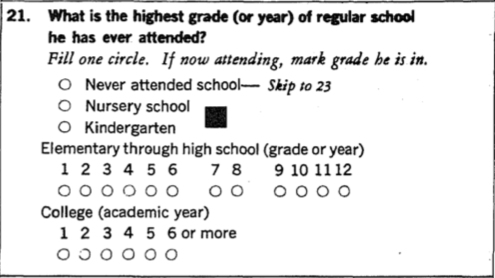 21. What is the highest grade (or year) of regular school
he has ever attended?
Fill one circle. If now attending, mark grade he is in.
Never attended school— Skip to 23
Nursery school
Kindergarten
Elementary through high school (grade or year)
1 2 3 4 5 6 7 8 9 10 11 12
College (academic year)
1 2 3 4 5 6 or more